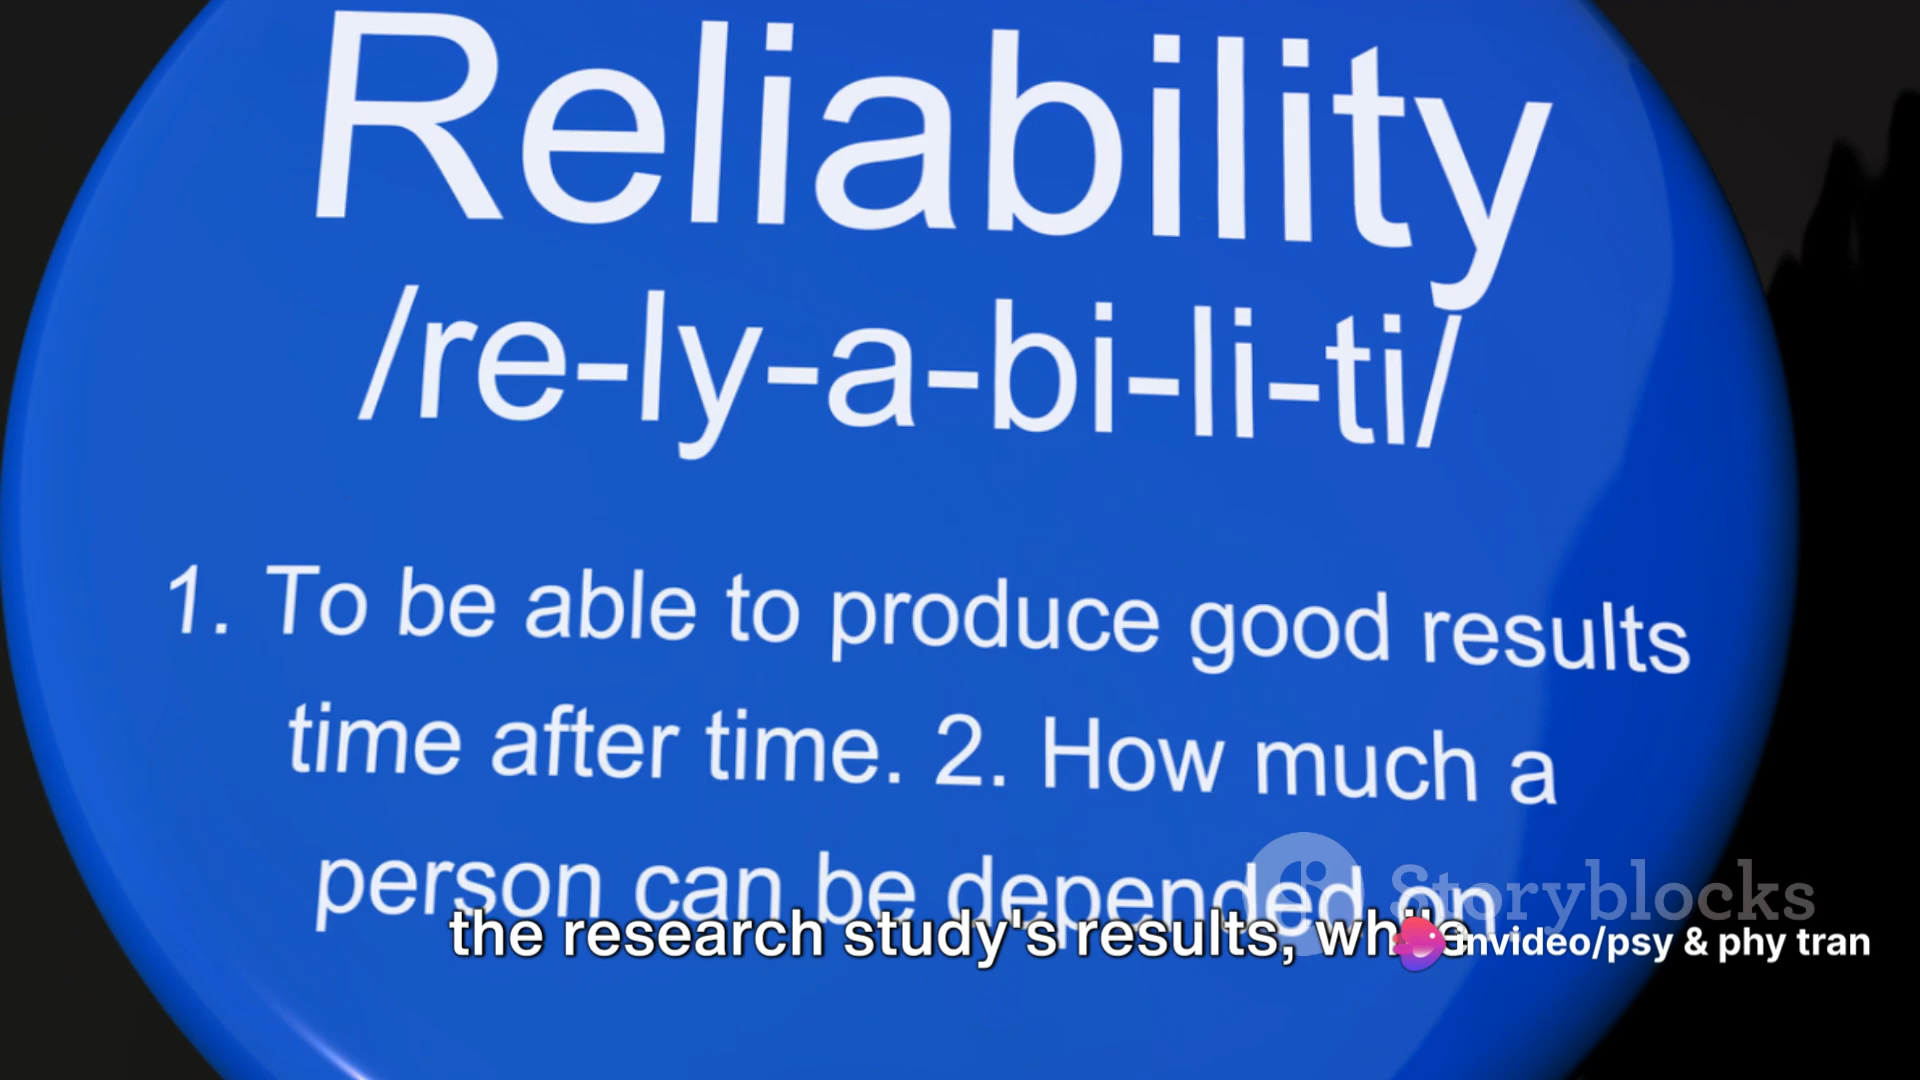 Reliability
/re-ly-a-bi-li-ti/
1. To be able to produce good results
time after time. 2. How much a
person can be depended on
Storyblocks
the research study's results, while
invideo/psy & phy tran